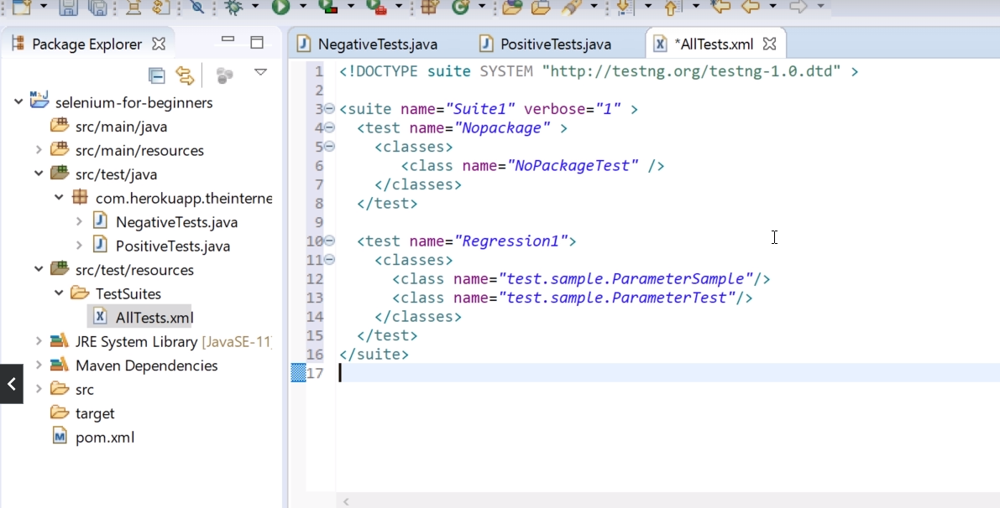 Package Explorer
selenium-for-beginners
src/main/java
src/main/resources
src/test/java
com.herokuapp.theinterne
NegativeTests.java
PositiveTests.java
src/test/resources
TestSuites
AllTests.xml
JRE System Library [JavaSE-11]
Maven Dependencies
src
target
pom.xml
NegativeTests.java PositiveTests.java *AllTests.xml
1 <!DOCTYPE suite SYSTEM "http://testng.org/testng-1.0.dtd" >
2
3 <suite name="Suite1" verbose="1" >
4 <test name="Nopackage" >
5 <classes>
6 <class name="NoPackageTest" />
7 </classes>
8 </test>
9
10 <test name="Regression1">
11 <classes>
12 <class name="test.sample.ParameterSample"/>
13 <class name="test.sample.ParameterTest"/>
14 </classes>
15 </test>
16 </suite>
17